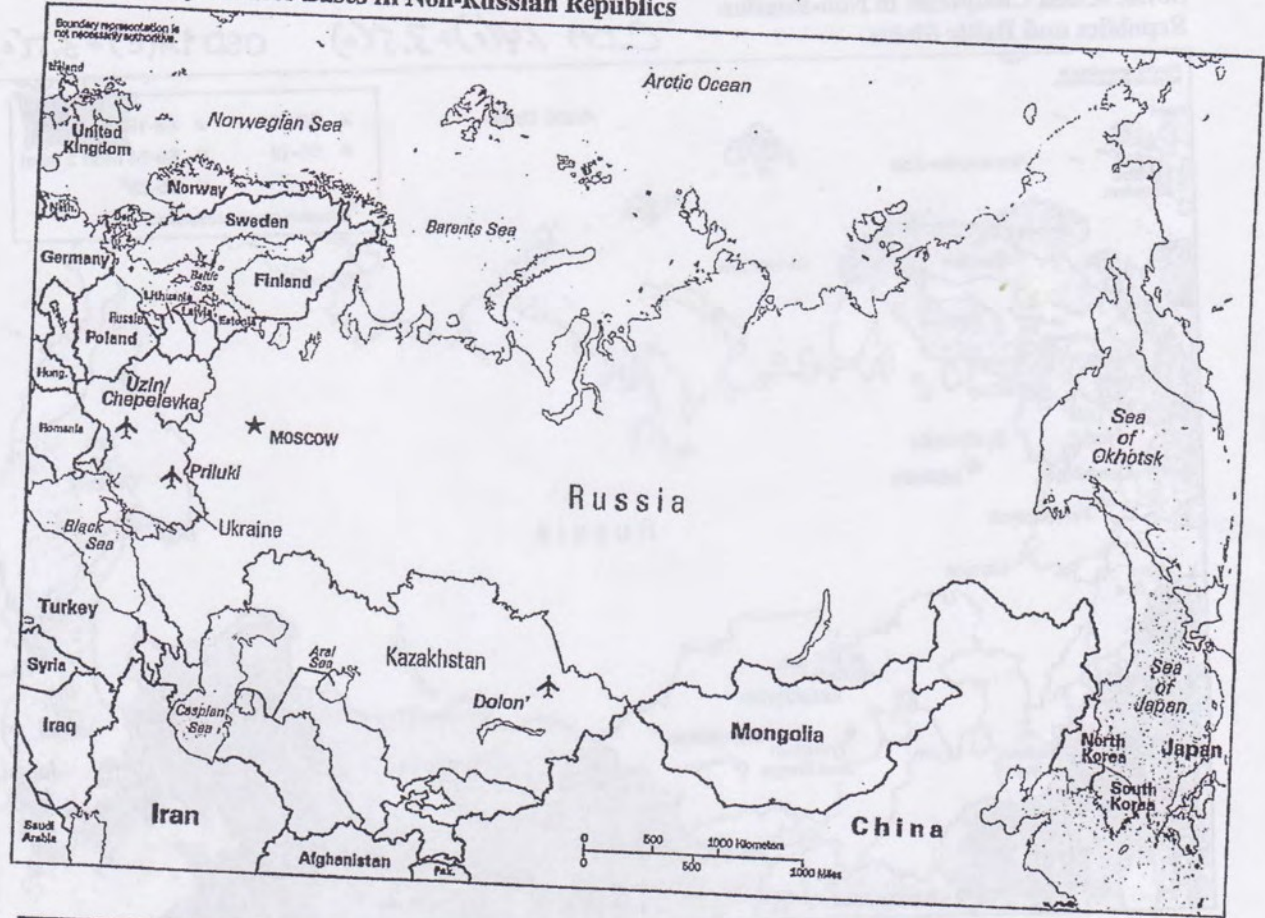 Bases in Non-Russian Republics
Boundary representation is
not necessarily authoritative.
Arctic Ocean
Norwegian Sea
United
Kingdom
Norway
Sweden
Barents Sea
Neth.
Den.
Germany
Baltic
Sea
Finland
Lithuania
Latvia
Estonia
Russia
Poland
Hung.
Uzin/
Chepelevka
Romania
Moscow
Priluki
Russia
Sea
of
Okhotsk
Black
Sea
Ukraine
Turkey
Syria
Aral
Sea
Kazakhstan
Dolon'
Iraq
Caspian
Sea
Mongolia
Sea
of
Japan
North
Korea
Japan
South
Korea
Iran
China
Saudi
Arabia
Afghanistan
Pak.
0 500 1000 Kilometers
0 500 1000 Miles